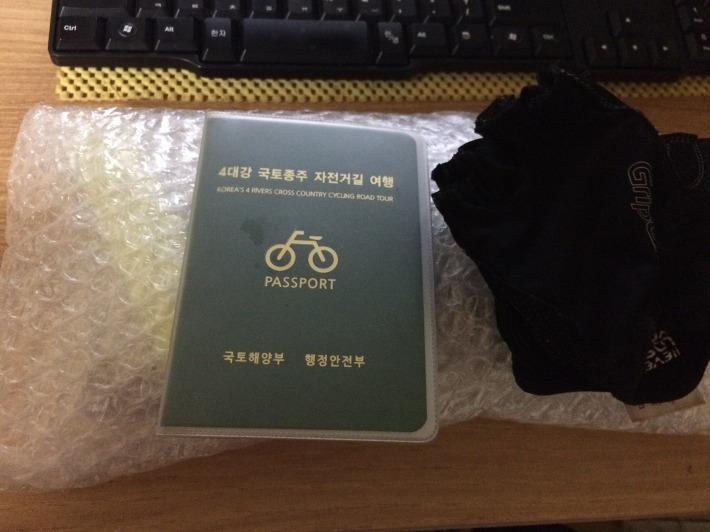 Ctrl
Alt
한자
Alt
Ctrl
4대강 국토종주 자전거길 여행
KOREA'S 4 RIVERS CROSS COUNTRY CYCLING ROAD TOUR
PASSPORT
국토해양부 행정안전부